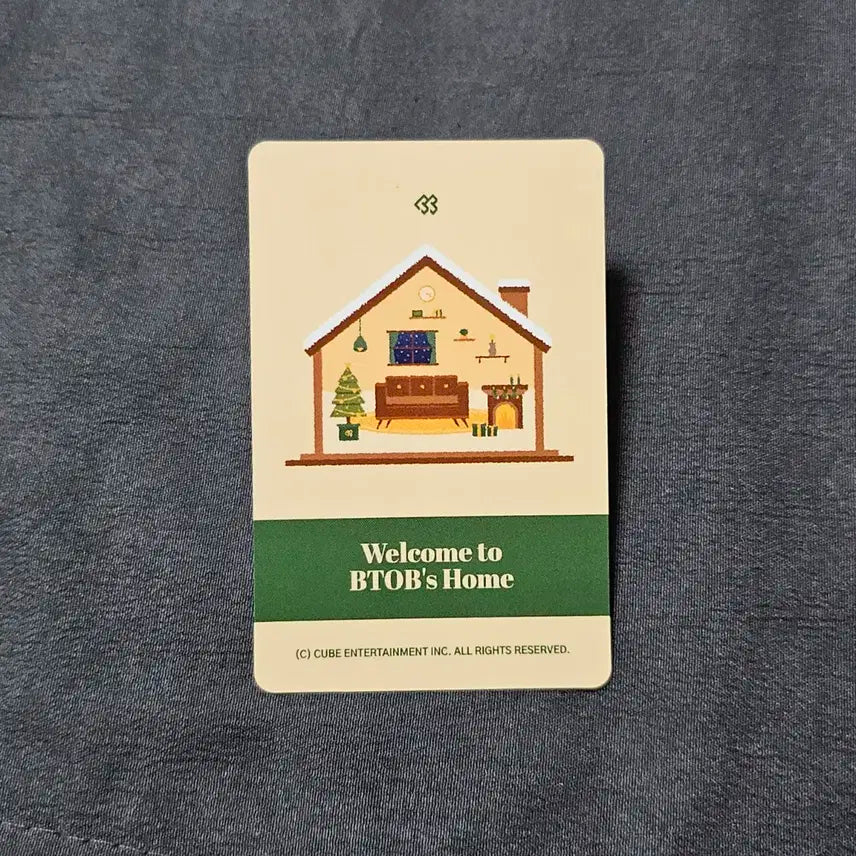 Welcome to
BTOB's Home
(C) CUBE ENTERTAINMENT INC. ALL RIGHTS RESERVED.